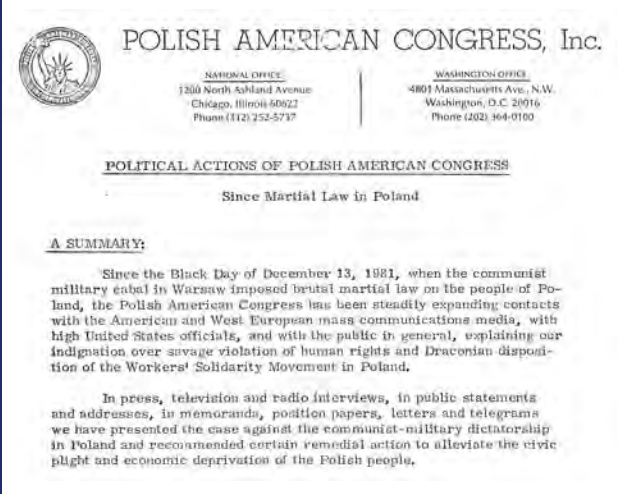 POLISH AMERICAN CONGRESS, Inc.
NATIONAL OFFICE
1200 North Ashland Avenue
Chicago, Illinois 60622
Phone (312) 252-5737
WASHINGTON OFFICE
4801 Massachusetts Ave., N.W.
Washington, D.C. 20016
Phone (202) 364-0100
POLITICAL ACTIONS OF POLISH AMERICAN CONGRESS
Since Martial Law in Poland
A SUMMARY:
Since the Black Day of December 13, 1981, when the communist
military cabal in Warsaw imposed brutal martial law on the people of Po-
land, the Polish American Congress has been steadily expanding contacts
with the American and West European mass communications media, with
high United States officials, and with the public in general, explaining our
indignation over savage violation of human rights and Draconian disposi-
tion of the Workers' Solidarity Movement in Poland.
In press, television and radio interviews, in public statements
and addresses, in memoranda, position papers, letters and telegrams
we have presented the case against the communist-military dictatorship
in Poland and recommended certain remedial action to alleviate the civic
plight and economic deprivation of the Polish people.